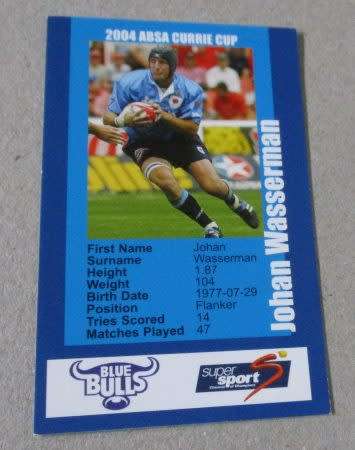 2004 ABSA CURRIE CUP
Johan Wasserman
First Name Johan
Surname Wasserman
Height 1.87
Weight 104
Birth Date 1977-07-29
Position Flanker
Tries Scored 14
Matches Played 47
BLUE BULLS
super sport